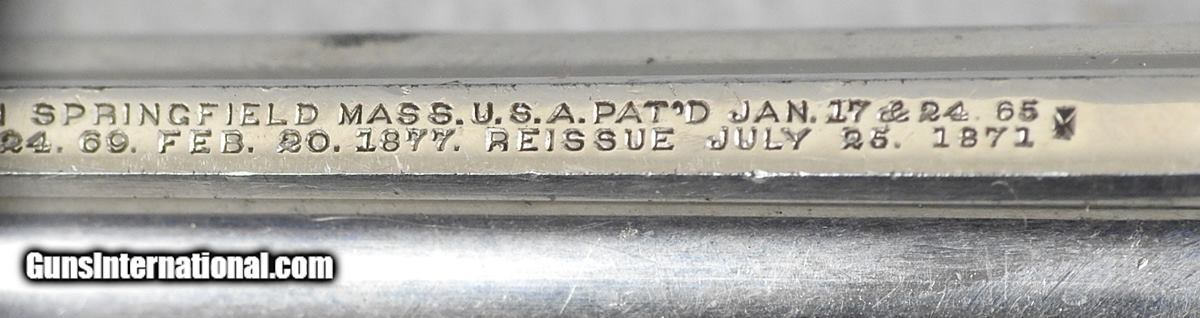 SPRINGFIELD MASS. U.S.A. PAT'D JAN. 17 & 24. 65
24. 69. FEB. 20. 1877. REISSUE JULY 25. 1871
GunsInternational.com